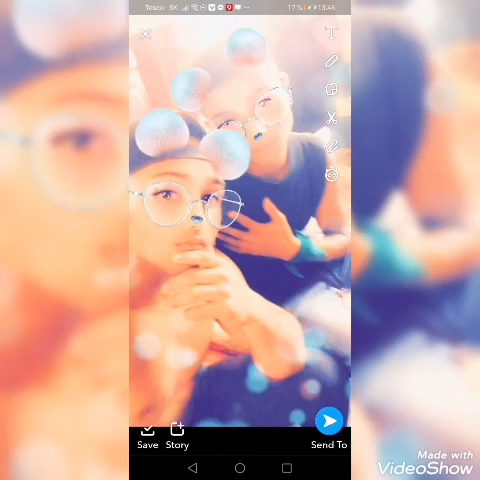 Tesco SK 17 % 13:46
T
Save Story Send To
Made with
VideoShow